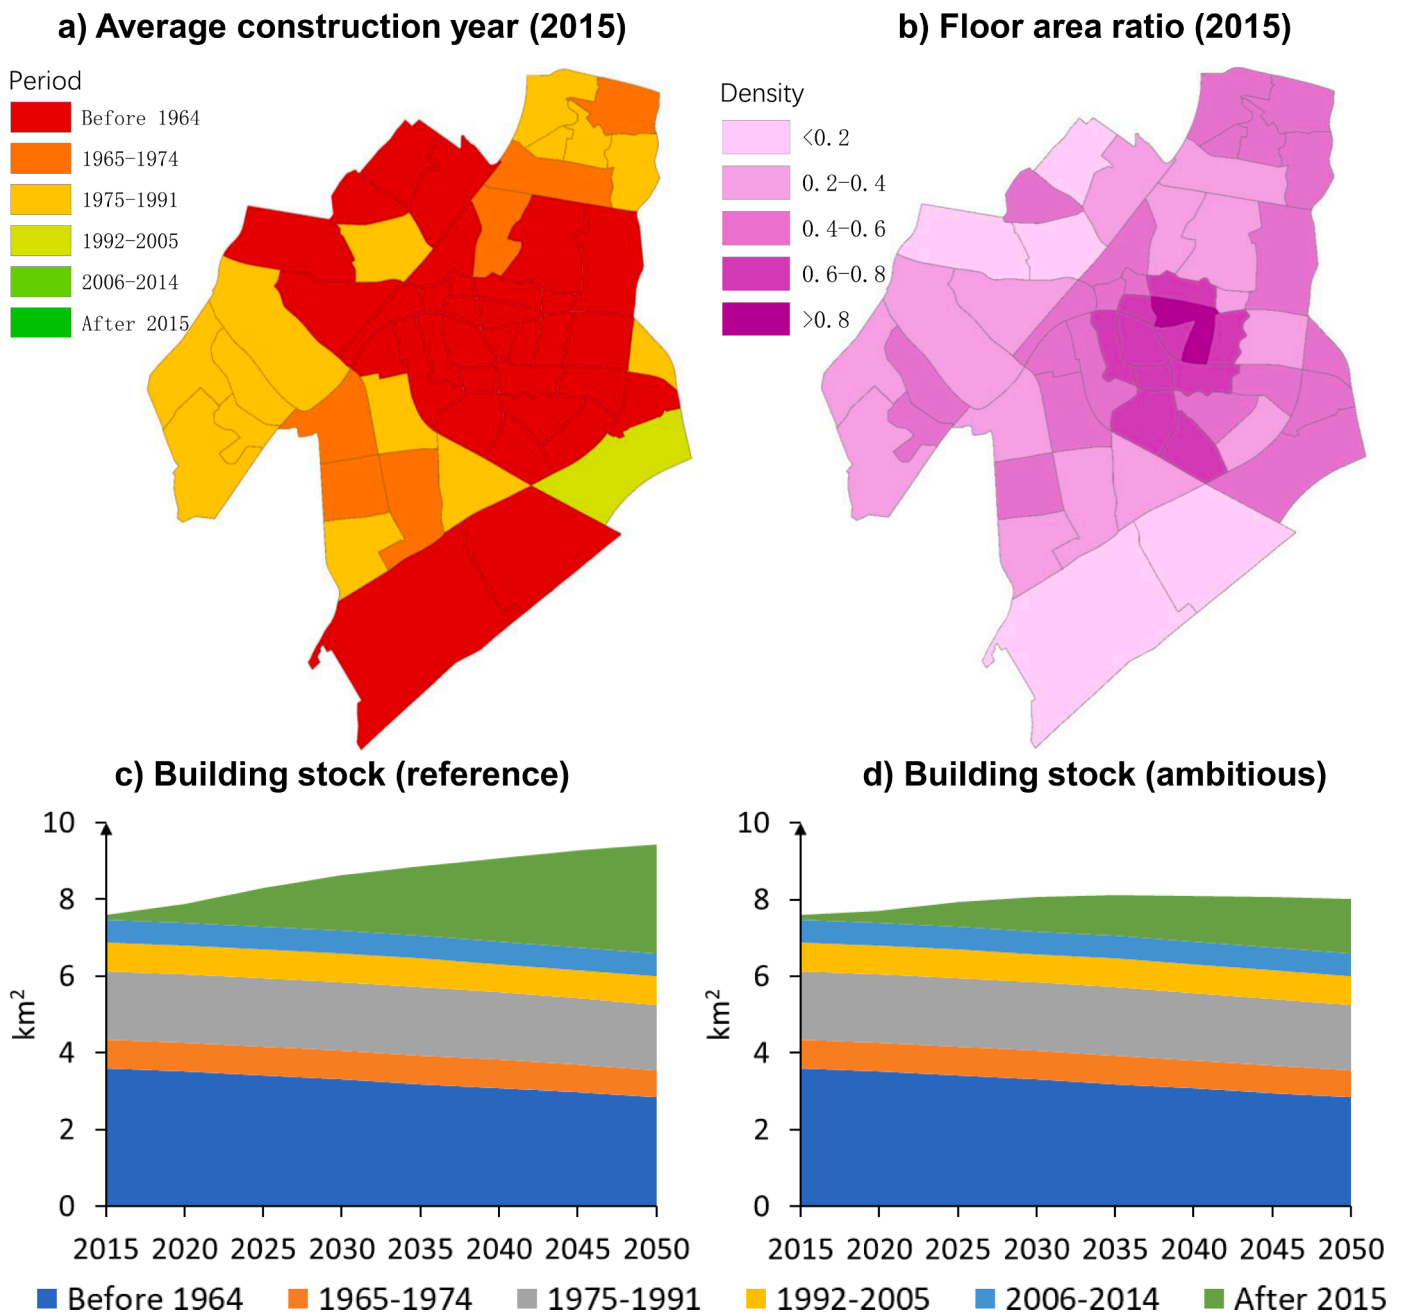 a) Average construction year (2015)
Period
Before 1964
1965-1974
1975-1991
1992-2005
2006-2014
After 2015
b) Floor area ratio (2015)
Density
<0.2
0.2-0.4
0.4-0.6
0.6-0.8
>0.8
c) Building stock (reference)
km²
10
8
6
4
2
0
2015 2020 2025 2030 2035 2040 2045 2050
d) Building stock (ambitious)
km²
10
8
6
4
2
0
2015 2020 2025 2030 2035 2040 2045 2050
Before 1964 1965-1974 1975-1991 1992-2005 2006-2014 After 2015